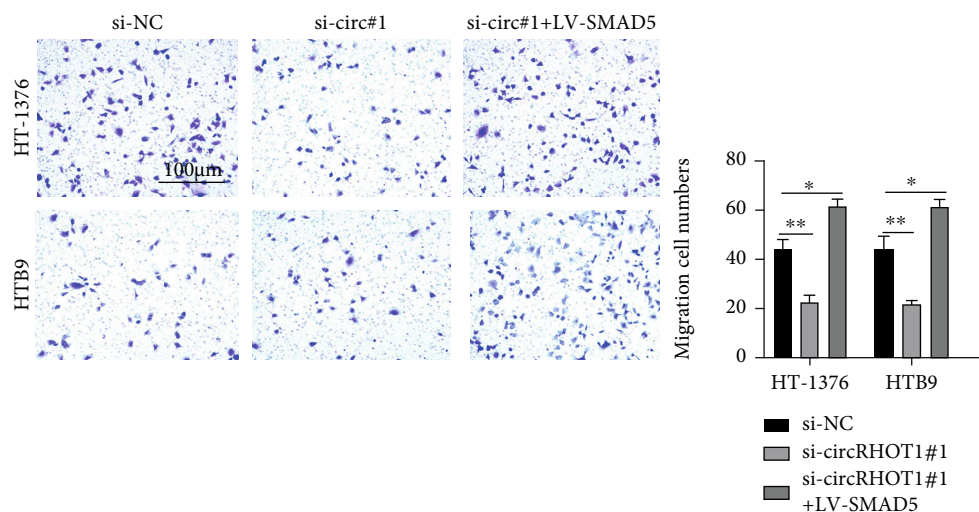 si-NC
si-circ#1
si-circ#1+LV-SMAD5
HT-1376
100μm
HTB9
Migration cell numbers
80
60
40
20
0
*
**
*
**
HT-1376
HTB9
si-NC
si-circRHOT1#1
si-circRHOT1#1
+LV-SMAD5